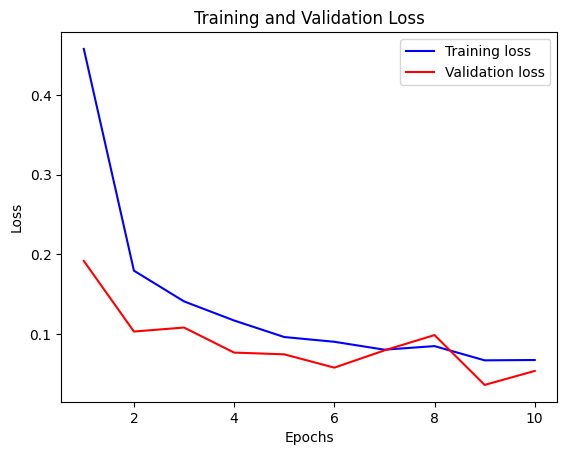 Training and Validation Loss
Training loss
Validation loss
0.4
0.3
0.2
0.1
Loss
2
4
6
8
10
Epochs